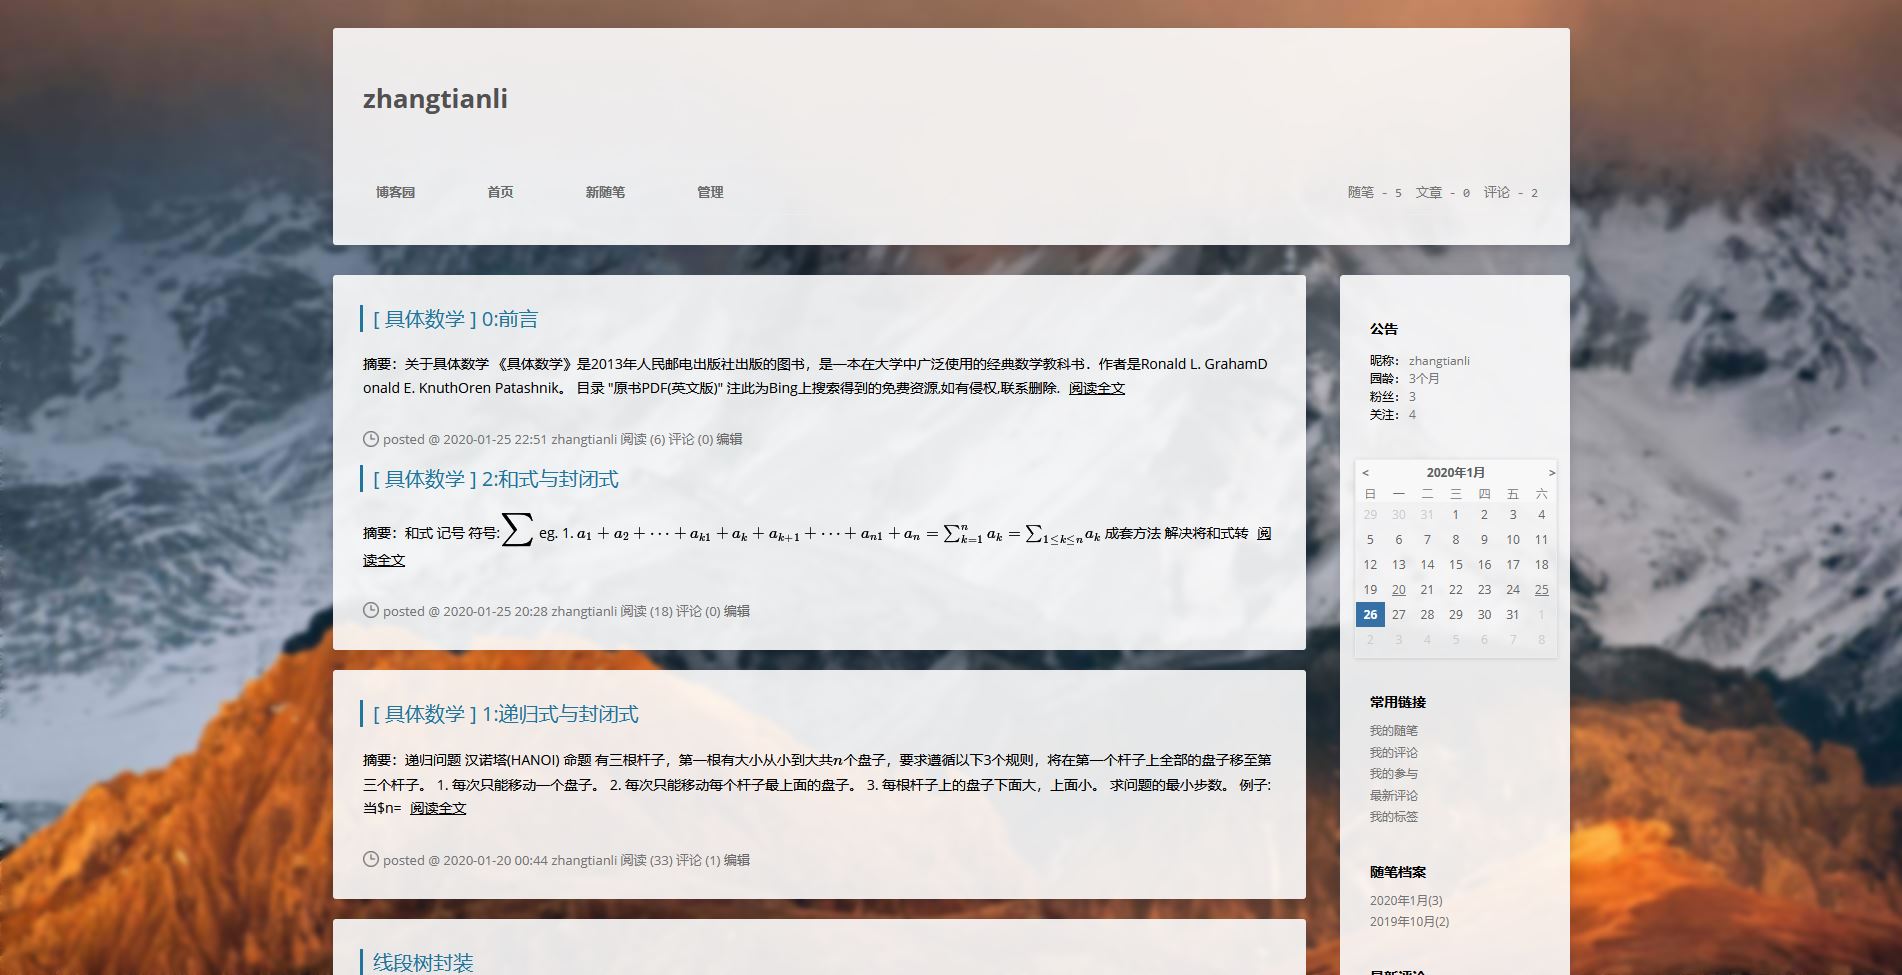 zhangtianli
博客园 首页 新随笔 管理 随笔 - 5 文章 - 0 评论 - 2
[ 具体数学 ] 0:前言
摘要：关于具体数学 《具体数学》是2013年人民邮电出版社出版的图书，是一本在大学中广泛使用的经典数学教科书．作者是Ronald L. GrahamD
onald E. KnuthOren Patashnik。 目录 "原书PDF(英文版)" 注此为Bing上搜索得到的免费资源,如有侵权,联系删除. 阅读全文
posted @ 2020-01-25 22:51 zhangtianli 阅读 (6) 评论 (0) 编辑
[ 具体数学 ] 2:和式与封闭式
摘要：和式 记号 符号:∑ eg. 1. a₁ + a₂ + ⋯ + a_{k1} + a_k + a_{k+1} + ⋯ + a_{n1} + a_n = ∑_{k=1}^{n} a_k = ∑_{1≤k≤n} a_k 成套方法 解决将和式转 阅
读全文
posted @ 2020-01-25 20:28 zhangtianli 阅读 (18) 评论 (0) 编辑
[ 具体数学 ] 1:递归式与封闭式
摘要：递归问题 汉诺塔(HANOI) 命题 有三根杆子，第一根有大小从小到大共n个盘子，要求遵循以下3个规则，将在第一个杆子上全部的盘子移至第
三个杆子。 1. 每次只能移动一个盘子。 2. 每次只能移动每个杆子最上面的盘子。 3. 每根杆子上的盘子下面大，上面小。 求问题的最小步数。 例子:
当$n= 阅读全文
posted @ 2020-01-20 00:44 zhangtianli 阅读 (33) 评论 (1) 编辑
线段树封装
公告
昵称： zhangtianli
园龄： 3个月
粉丝： 3
关注： 4
< 2020年1月 >
日 一 二 三 四 五 六
29 30 31 1 2 3 4
5 6 7 8 9 10 11
12 13 14 15 16 17 18
19 20 21 22 23 24 25
26 27 28 29 30 31 1
2 3 4 5 6 7 8
常用链接
我的随笔
我的评论
我的参与
最新评论
我的标签
随笔档案
2020年1月(3)
2019年10月(2)